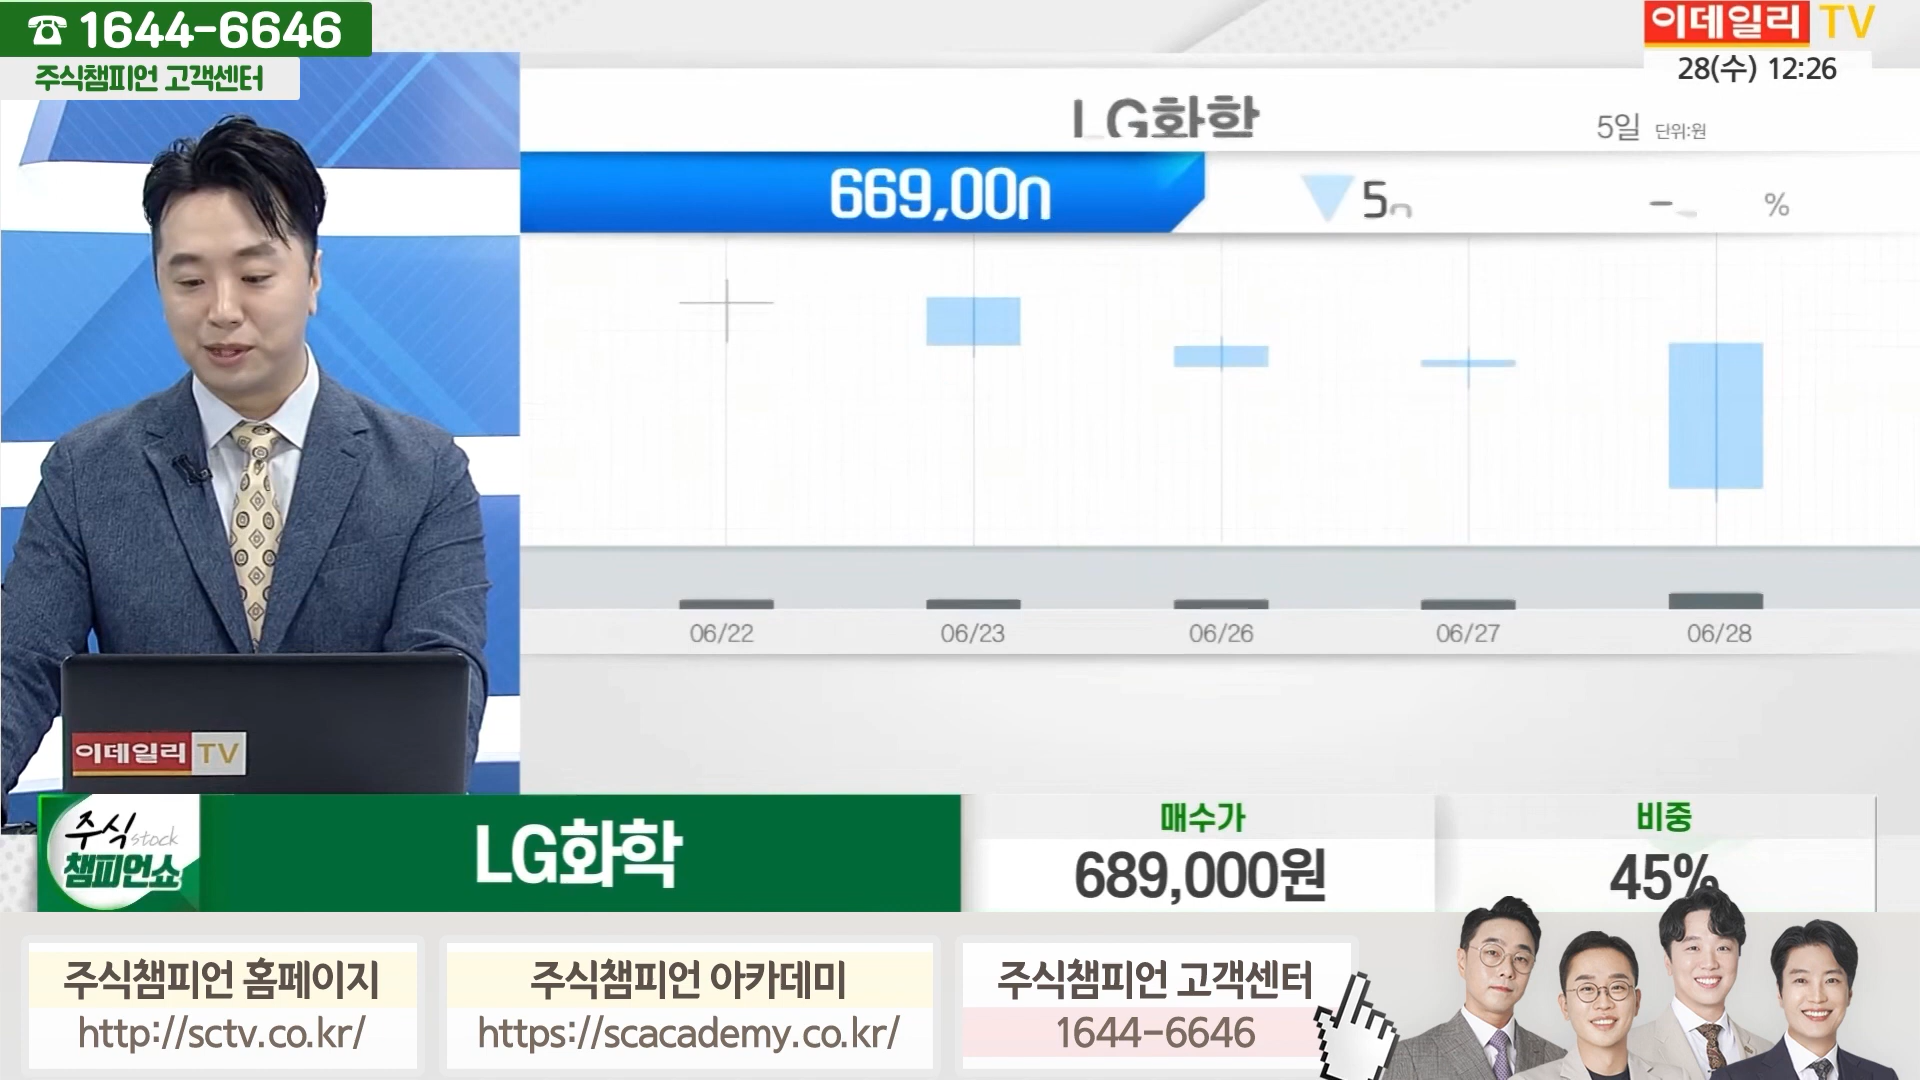 ☎ 1644-6646
주식챔피언 고객센터
이데일리 TV
28(수) 12:26
LG화학
5일 단위:원
%
06/22 06/23 06/26 06/27 06/28
이데일리 TV
주식 stock
챔피언쇼
LG화학
매수가
689,000원
비중
45%
주식챔피언 홈페이지
http://sctv.co.kr/
주식챔피언 아카데미
https://scacademy.co.kr/
주식챔피언 고객센터
1644-6646